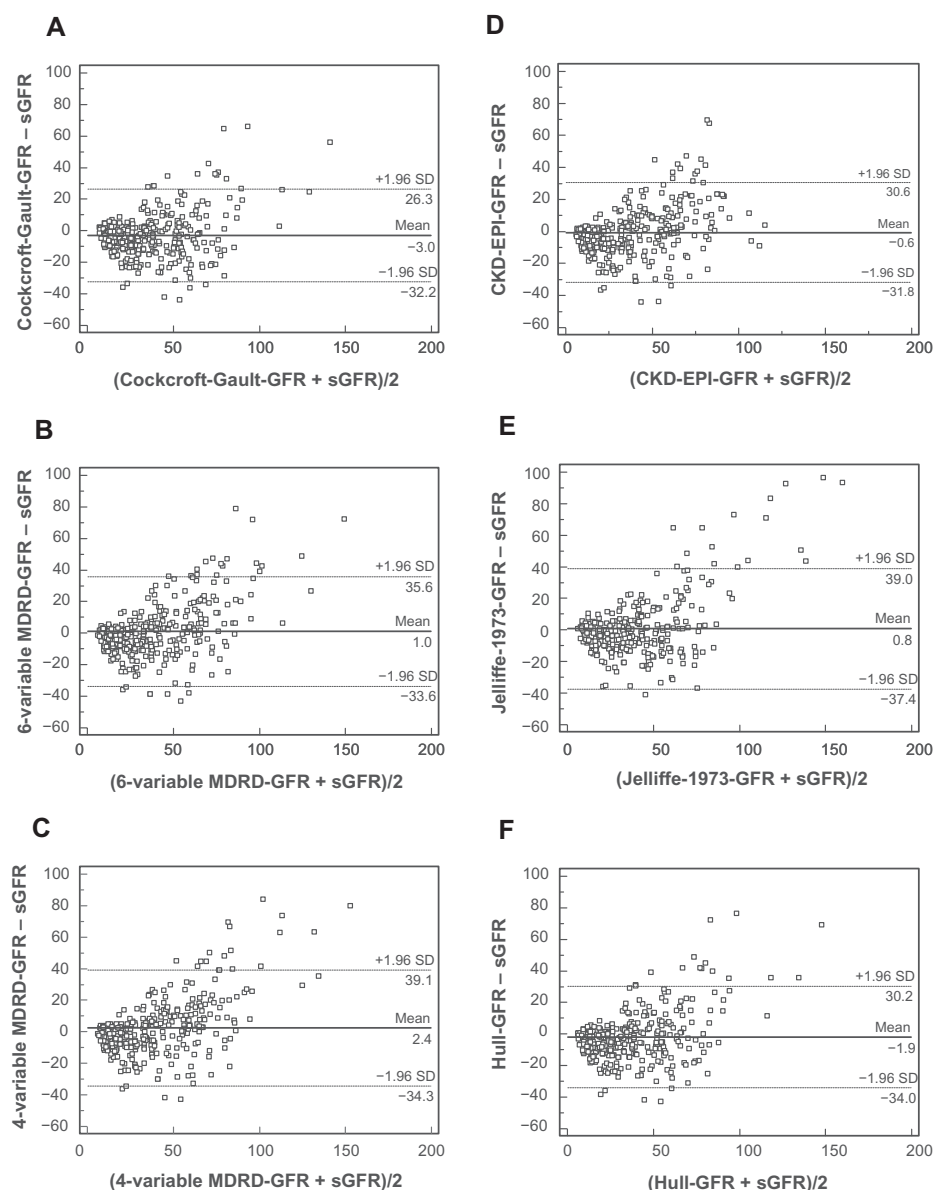 A
Cockcroft-Gault-GFR – sGFR
100
80
60
40
20
0
−20
−40
−60
+1.96 SD
26.3
Mean
−3.0
−1.96 SD
−32.2
0 50 100 150 200
(Cockcroft-Gault-GFR + sGFR)/2
B
6-variable MDRD-GFR – sGFR
100
80
60
40
20
0
−20
−40
−60
+1.96 SD
35.6
Mean
1.0
−1.96 SD
−33.6
0 50 100 150 200
(6-variable MDRD-GFR + sGFR)/2
C
4-variable MDRD-GFR – sGFR
100
80
60
40
20
0
−20
−40
−60
+1.96 SD
39.1
Mean
2.4
−1.96 SD
−34.3
0 50 100 150 200
(4-variable MDRD-GFR + sGFR)/2
D
CKD-EPI-GFR – sGFR
100
80
60
40
20
0
−20
−40
−60
+1.96 SD
30.6
Mean
−0.6
−1.96 SD
−31.8
0 50 100 150 200
(CKD-EPI-GFR + sGFR)/2
E
Jelliffe-1973-GFR – sGFR
100
80
60
40
20
0
−20
−40
−60
+1.96 SD
39.0
Mean
0.8
−1.96 SD
−37.4
0 50 100 150 200
(Jelliffe-1973-GFR + sGFR)/2
F
Hull-GFR – sGFR
100
80
60
40
20
0
−20
−40
−60
+1.96 SD
30.2
Mean
−1.9
−1.96 SD
−34.0
0 50 100 150 200
(Hull-GFR + sGFR)/2